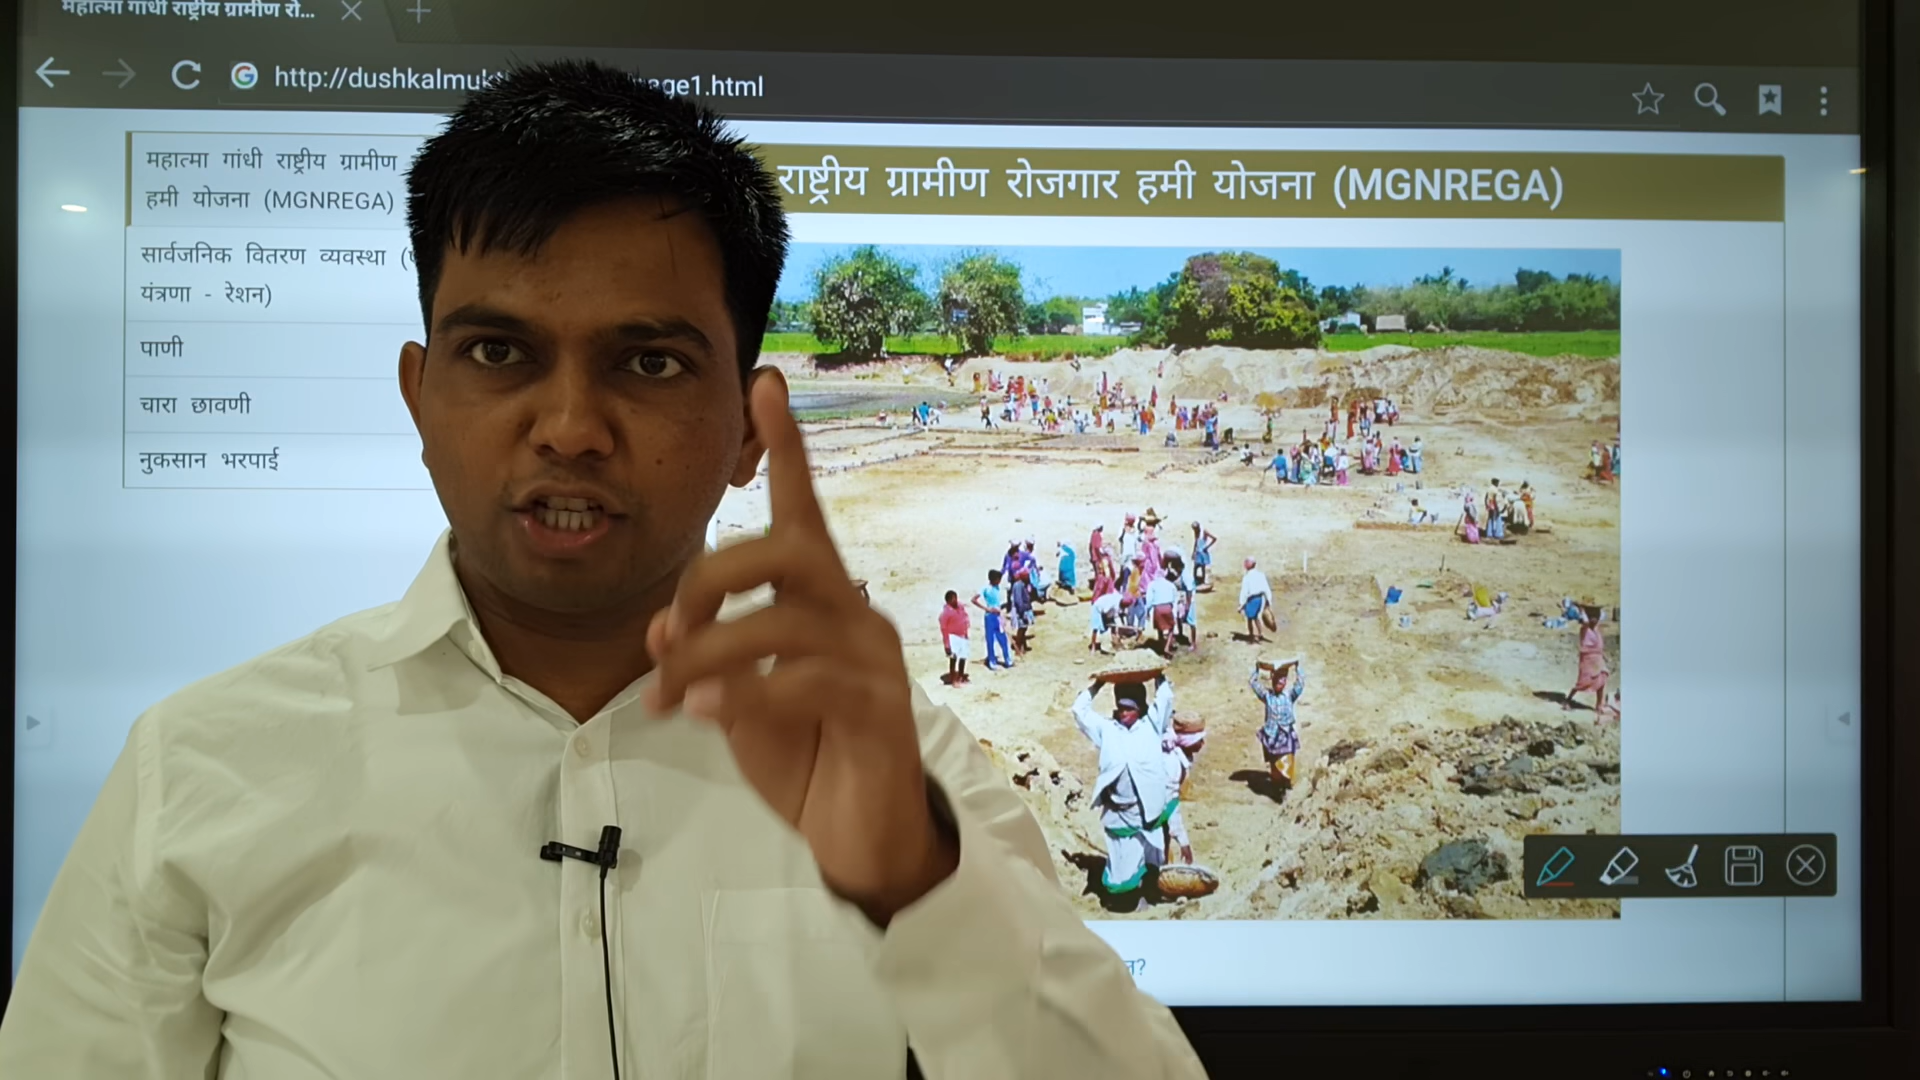 महात्मा गांधी राष्ट्रीय ग्रामीण रो...
http://dushkalmuk
age1.html
महात्मा गांधी राष्ट्रीय ग्रामीण
हमी योजना (MGNREGA)
सार्वजनिक वितरण व्यवस्था (
यंत्रणा - रेशन)
पाणी
चारा छावणी
नुकसान भरपाई
राष्ट्रीय ग्रामीण रोजगार हमी योजना (MGNREGA)